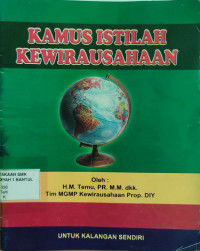 KAMUS ISTILAH
KEWIRAUSAHAAN
Oleh :
H.M. Temu, PR. M.M. dkk.
Tim MGMP Kewirausahaan Prop. DIY
UNTUK KALANGAN SENDIRI